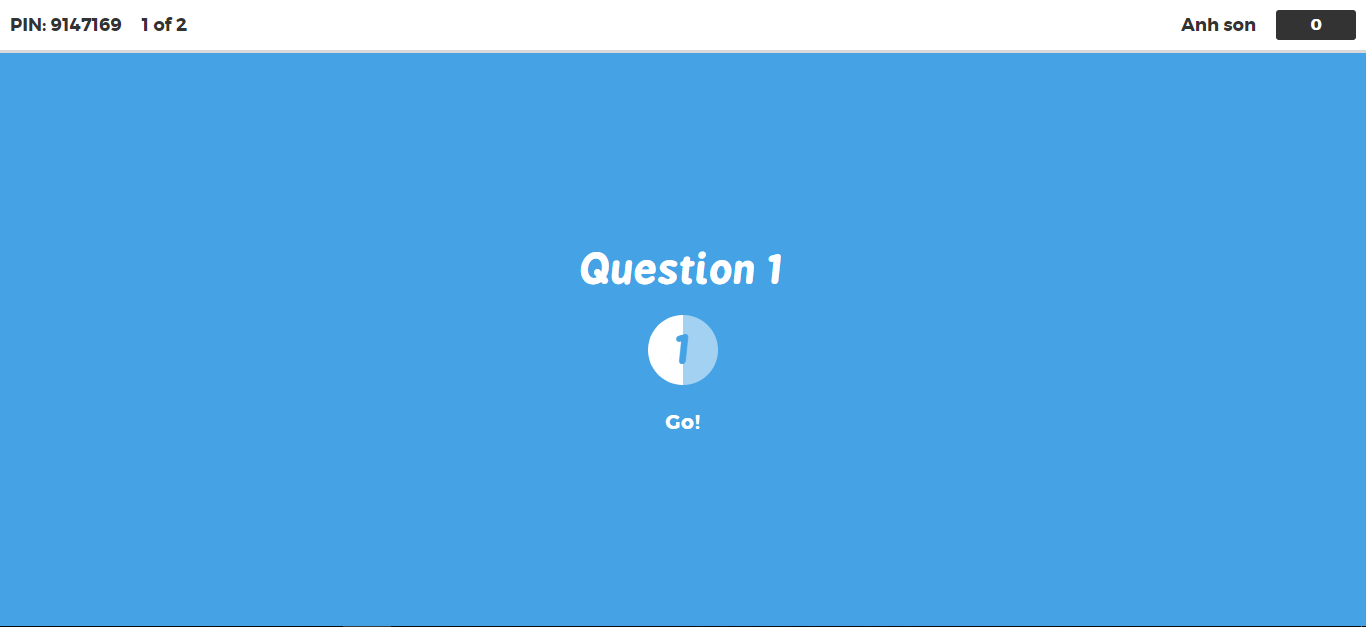 PIN: 9147169 1 of 2 Anh son 0
Question 1
1
Go!